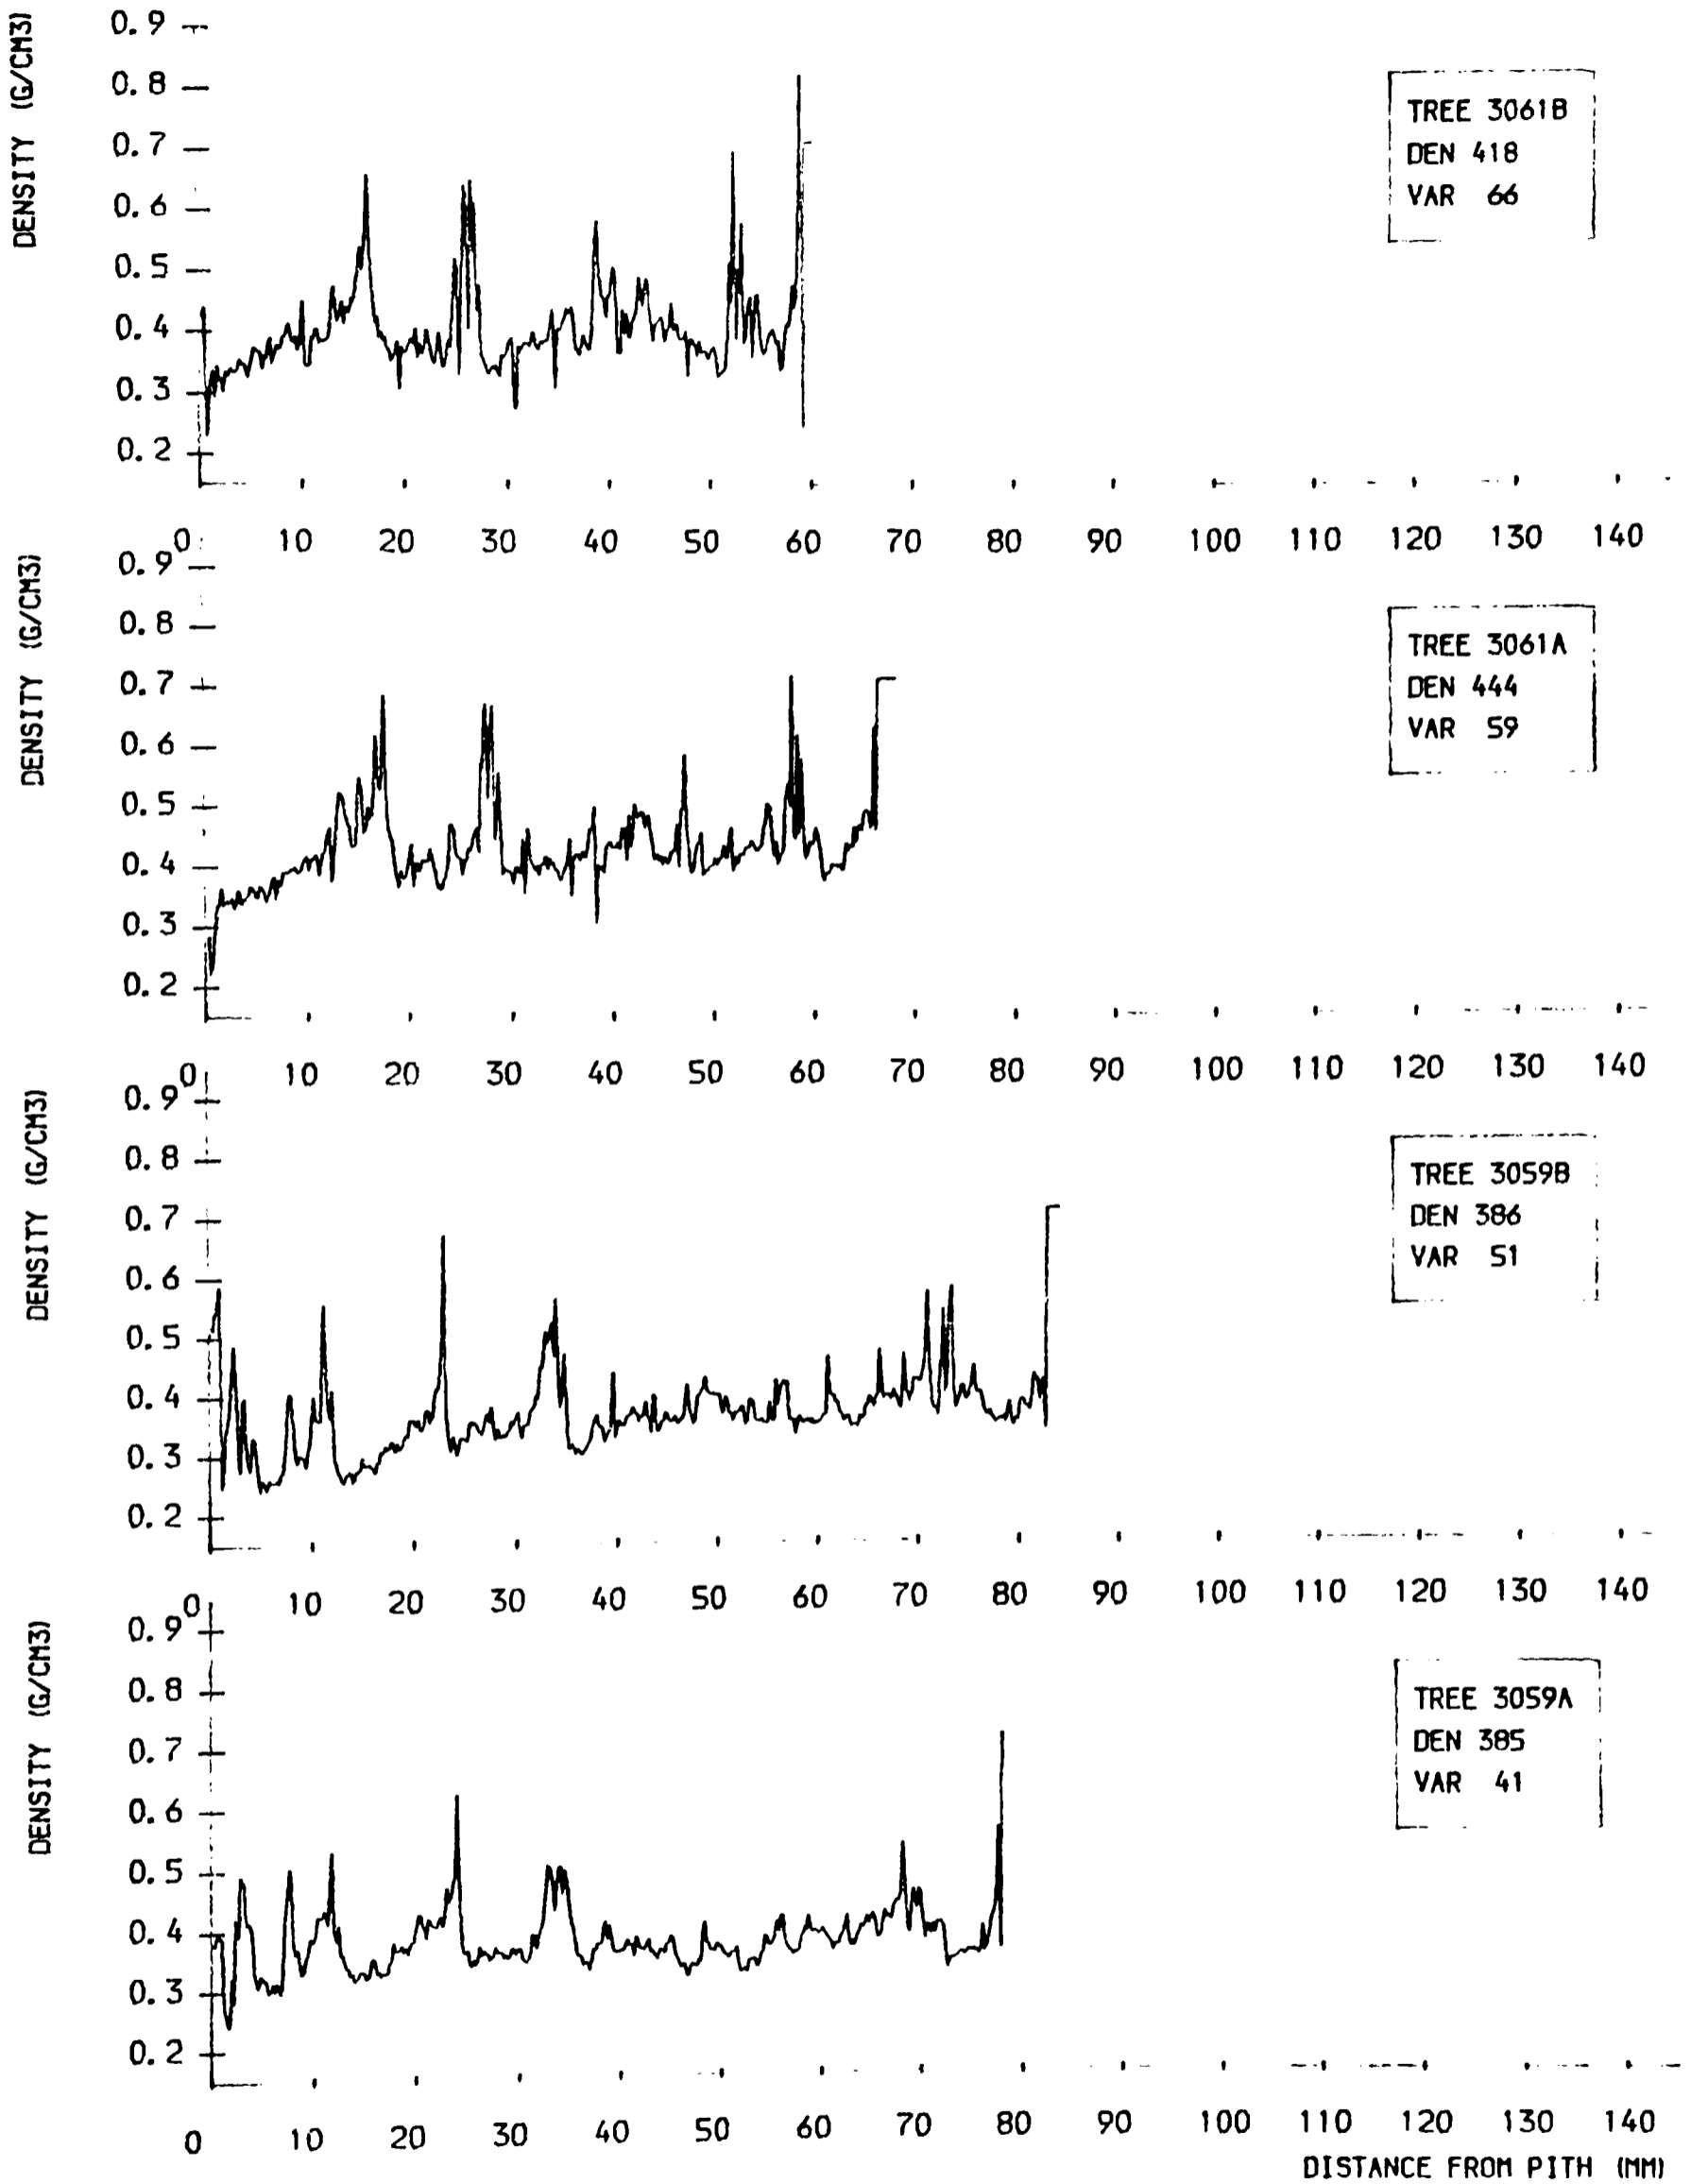 DENSITY (G/CM3)
0.9
0.8
0.7
0.6
0.5
0.4
0.3
0.2
TREE 3061B
DEN 418
VAR 66
0 10 20 30 40 50 60 70 80 90 100 110 120 130 140
DENSITY (G/CM3)
0.9
0.8
0.7
0.6
0.5
0.4
0.3
0.2
TREE 3061A
DEN 444
VAR 59
0 10 20 30 40 50 60 70 80 90 100 110 120 130 140
DENSITY (G/CM3)
0.9
0.8
0.7
0.6
0.5
0.4
0.3
0.2
TREE 3059B
DEN 386
VAR 51
0 10 20 30 40 50 60 70 80 90 100 110 120 130 140
DENSITY (G/CM3)
0.9
0.8
0.7
0.6
0.5
0.4
0.3
0.2
TREE 3059A
DEN 385
VAR 41
0 10 20 30 40 50 60 70 80 90 100 110 120 130 140
DISTANCE FROM PITH (MM)